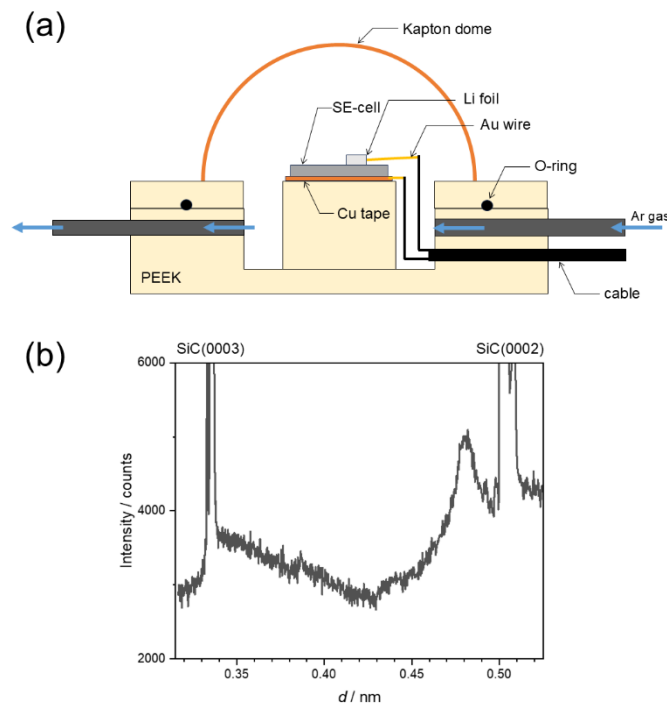 (a)
Kapton dome
Li foil
SE-cell
Au wire
O-ring
Cu tape
Ar gas
PEEK
cable
(b)
SiC(0003) SiC(0002)
6000
4000
2000
Intensity / counts
0.35 0.40 0.45 0.50
d / nm